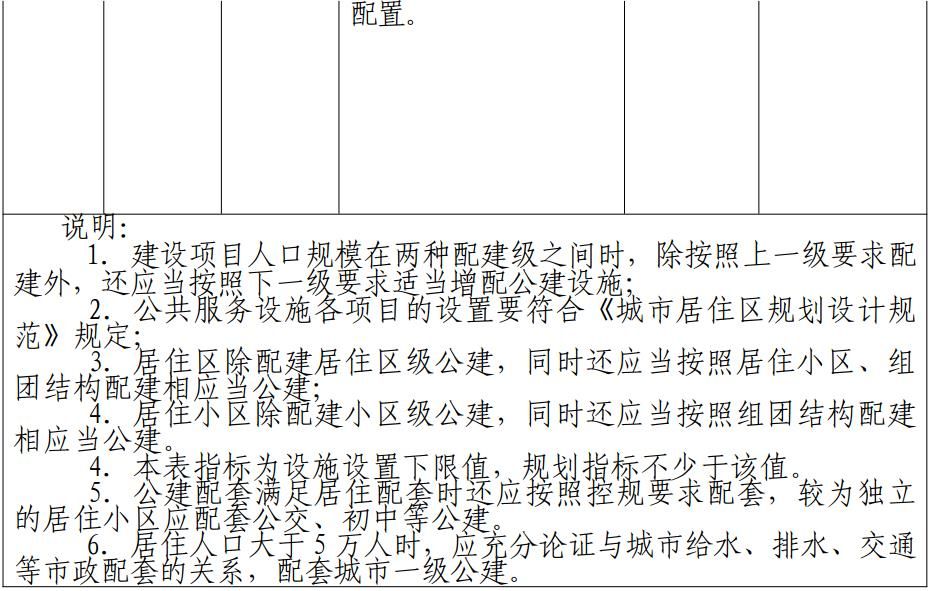 配置。
说明:
1. 建设项目人口规模在两种配建级之间时，除按照上一级要求配
建外，还应当按照下一级要求适当增配公建设施;
2. 公共服务设施各项目的设置要符合《城市居住区规划设计规
范》规定;
3. 居住区除配建居住区级公建，同时还应当按照居住小区、组
团结构配建相应当公建;
4. 居住小区除配建小区级公建，同时还应当按照组团结构配建
相应当公建。
4. 本表指标为设施设置下限值，规划指标不少于该值。
5. 公建配套满足居住配套时还应按照控规要求配套，较为独立
的居住小区应配套公交、初中等公建。
6. 居住人口大于5万人时，应充分论证与城市给水、排水、交通
等市政配套的关系，配套城市一级公建。